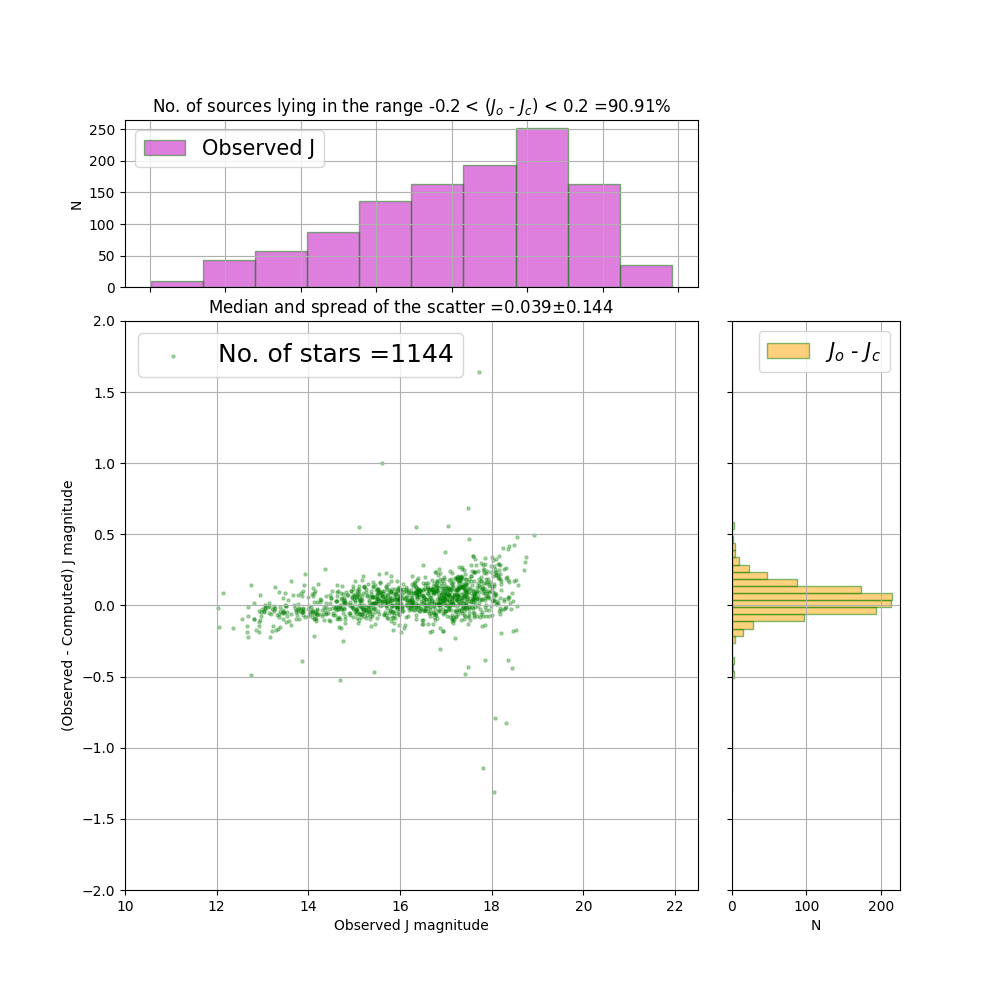 No. of sources lying in the range -0.2 < (J_o - J_c) < 0.2 =90.91%
250
200
150
100
50
0
N
Observed J
Median and spread of the scatter =0.039±0.144
2.0
1.5
1.0
0.5
0.0
−0.5
−1.0
−1.5
−2.0
(Observed - Computed) J magnitude
No. of stars =1144
10 12 14 16 18 20 22
Observed J magnitude
J_o - J_c
0 100 200
N